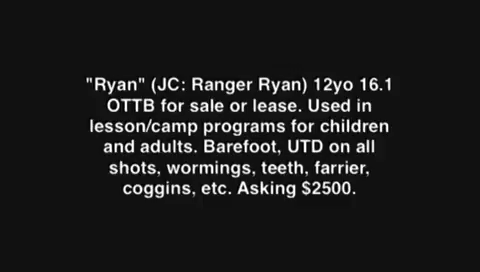 "Ryan" (JC: Ranger Ryan) 12yo 16.1
OTTB for sale or lease. Used in
lesson/camp programs for children
and adults. Barefoot, UTD on all
shots, wormings, teeth, farrier,
coggins, etc. Asking $2500.